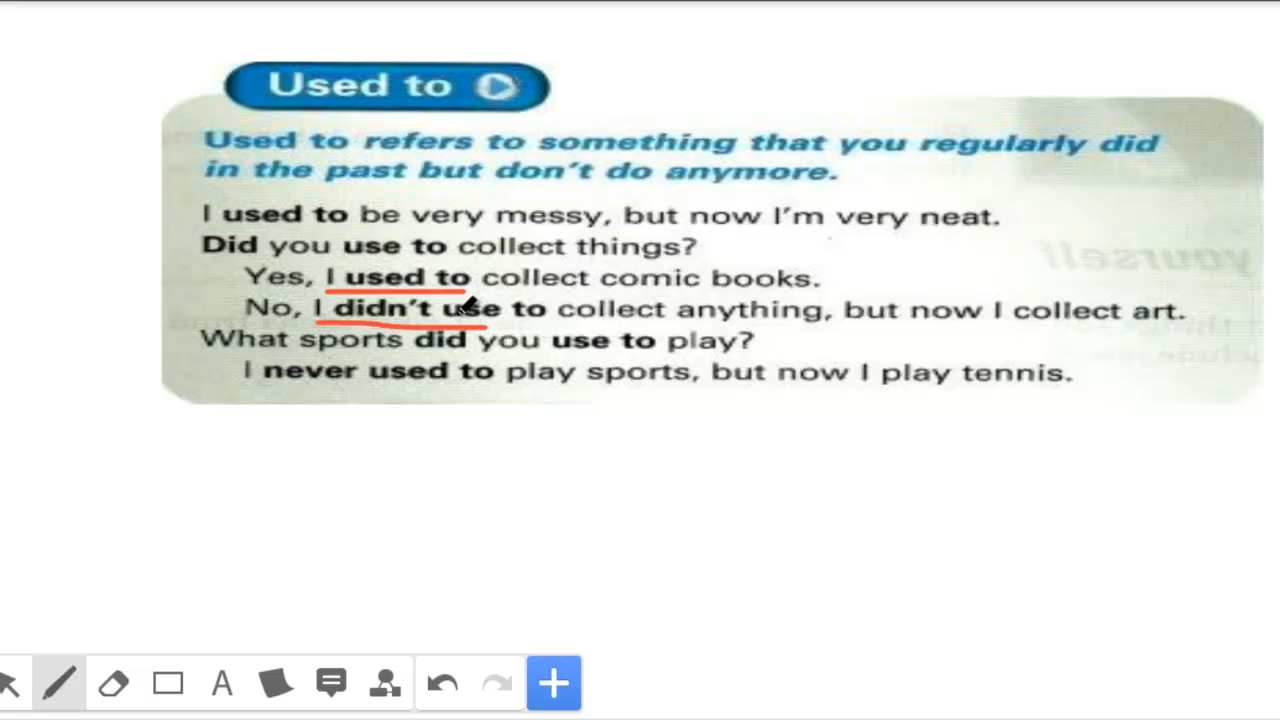 Used to
Used to refers to something that you regularly did
in the past but don't do anymore.
I used to be very messy, but now I'm very neat.
Did you use to collect things?
Yes, I used to collect comic books.
No, I didn't use to collect anything, but now I collect art.
What sports did you use to play?
I never used to play sports, but now I play tennis.
A